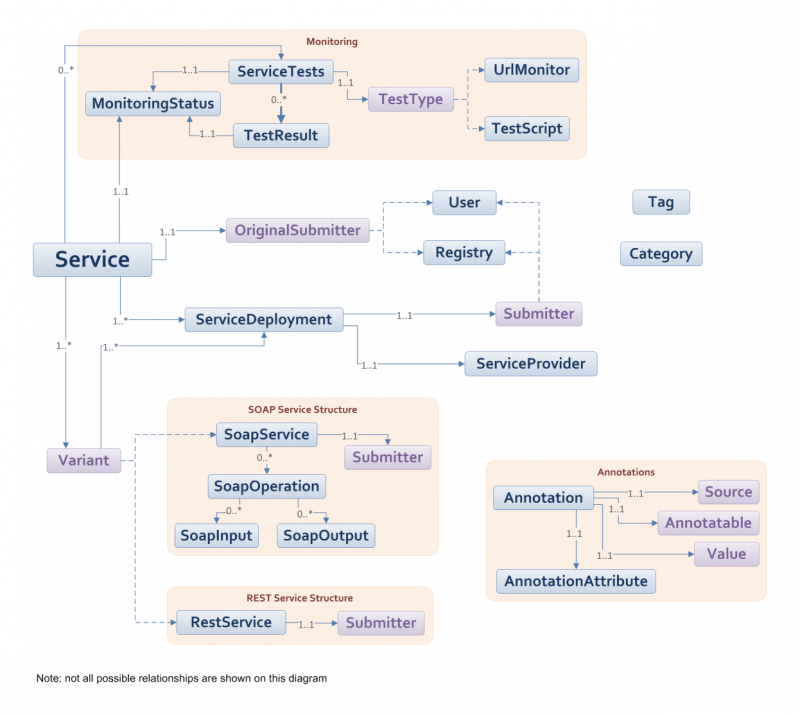 Monitoring
0..*
1..1
ServiceTests
1..1
UrlMonitor
MonitoringStatus
0..*
TestType
1..1
TestResult
TestScript
1..1
1..1
OriginalSubmitter
User
Tag
Registry
Category
Service
1..*
ServiceDeployment
1..1
Submitter
1..*
1..*
1..1
ServiceProvider
SOAP Service Structure
SoapService
1..1
Submitter
Variant
0..*
SoapOperation
0..*
0..*
SoapInput
SoapOutput
Annotations
Annotation
1..1
Source
1..1
Annotatable
1..1
1..1
Value
AnnotationAttribute
REST Service Structure
RestService
1..1
Submitter
Note: not all possible relationships are shown on this diagram